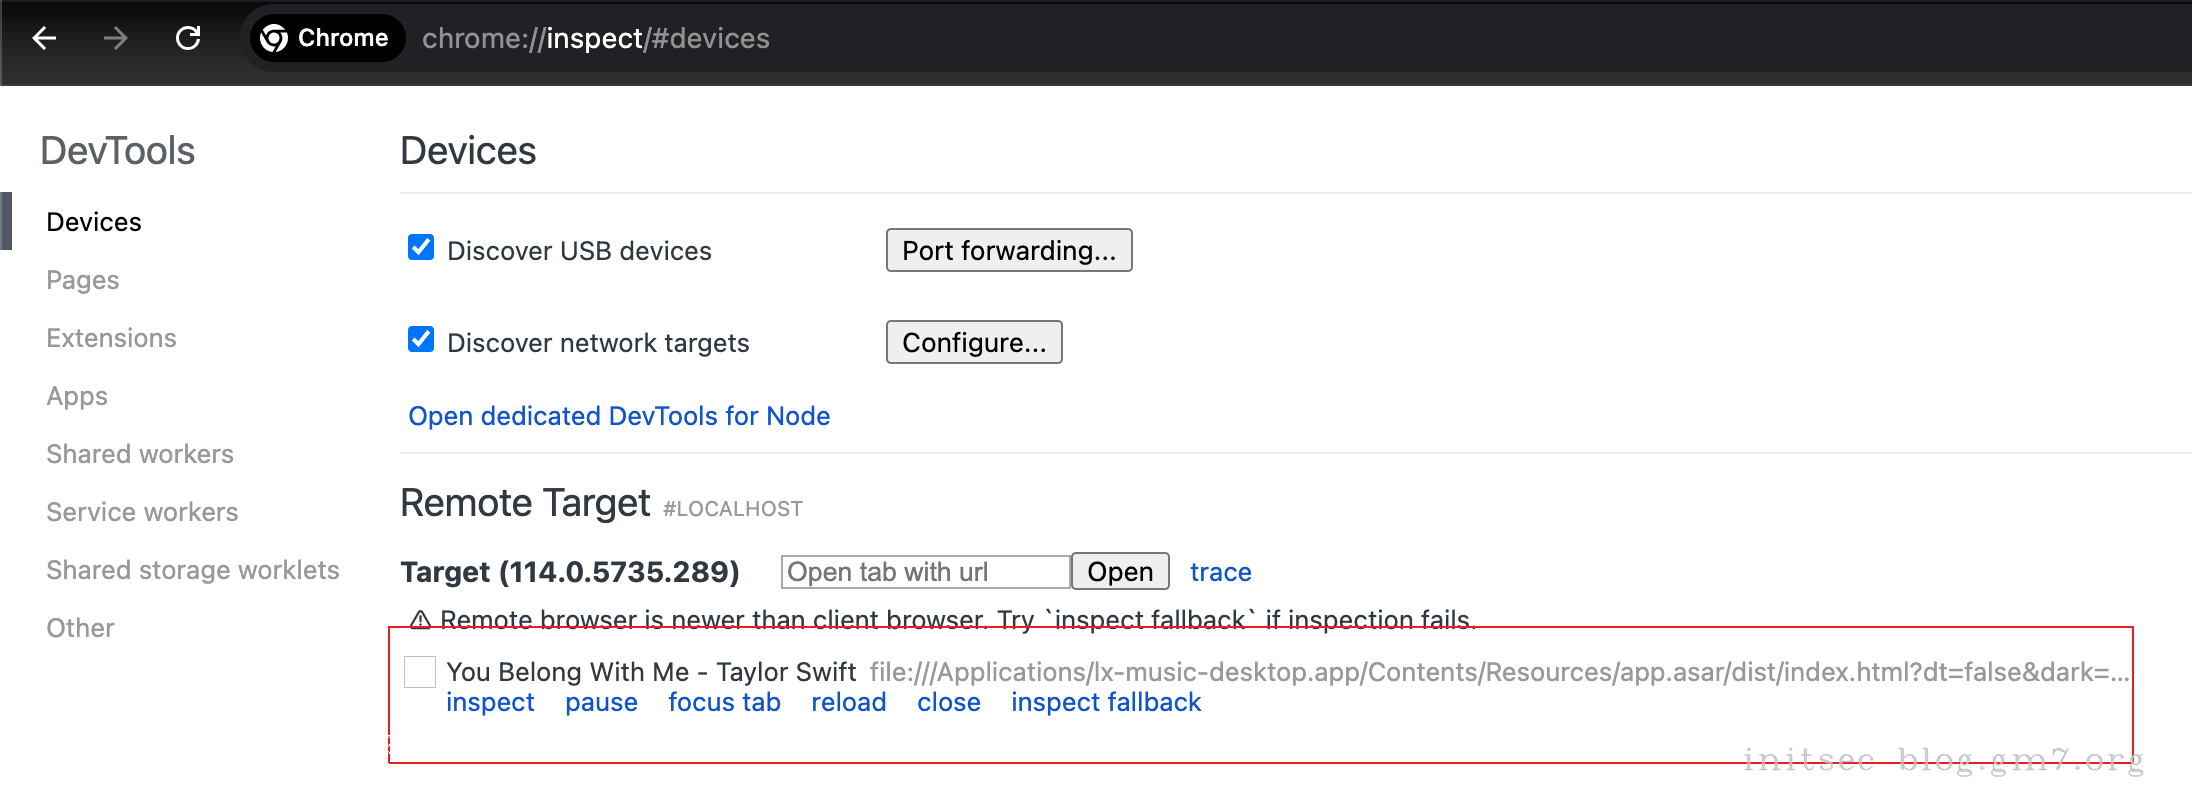 Chrome chrome://inspect/#devices
DevTools
Devices
Pages
Extensions
Apps
Shared workers
Service workers
Shared storage worklets
Other
Devices
Discover USB devices Port forwarding...
Discover network targets Configure...
Open dedicated DevTools for Node
Remote Target #LOCALHOST
Target (114.0.5735.289) Open tab with url Open trace
⚠ Remote browser is newer than client browser. Try `inspect fallback` if inspection fails.
You Belong With Me - Taylor Swift file:///Applications/lx-music-desktop.app/Contents/Resources/app.asar/dist/index.html?dt=false&dark=...
inspect pause focus tab reload close inspect fallback
initsec blog.gm7.org